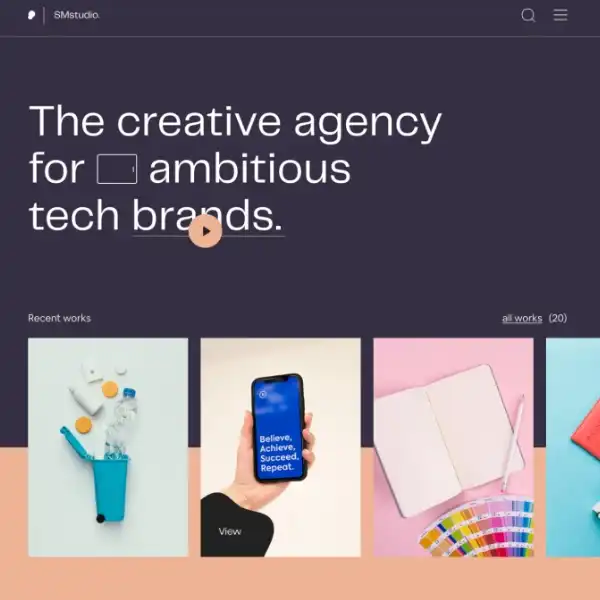 SMstudio.
The creative agency
for ambitious
tech brands.
Recent works
all works (20)
Believe,
Achieve,
Succeed,
Repeat.
View